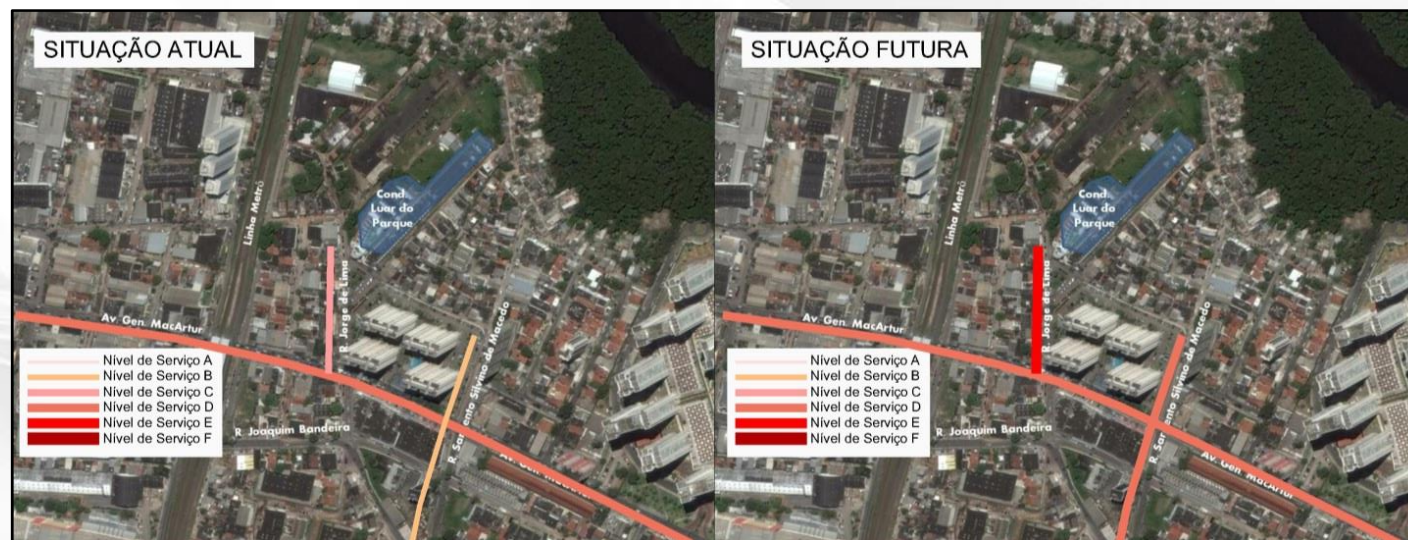 SITUAÇÃO ATUAL
Linha Metrô
Cond
Luar do
Parque
R. Jorge de Lima
Av. Gen. MacArtur
R. Sargento Silvino de Macedo
Nível de Serviço A
Nível de Serviço B
Nível de Serviço C
Nível de Serviço D
Nível de Serviço E
Nível de Serviço F
R. Joaquim Bandeira
Av. Gen.
SITUAÇÃO FUTURA
Linha Metrô
Cond
Luar do
Parque
R. Jorge de Lima
Av. Gen. MacArtur
R. Sargento Silvino de Macedo
Nível de Serviço A
Nível de Serviço B
Nível de Serviço C
Nível de Serviço D
Nível de Serviço E
Nível de Serviço F
R. Joaquim Bandeira
Av. Gen. MacArtur